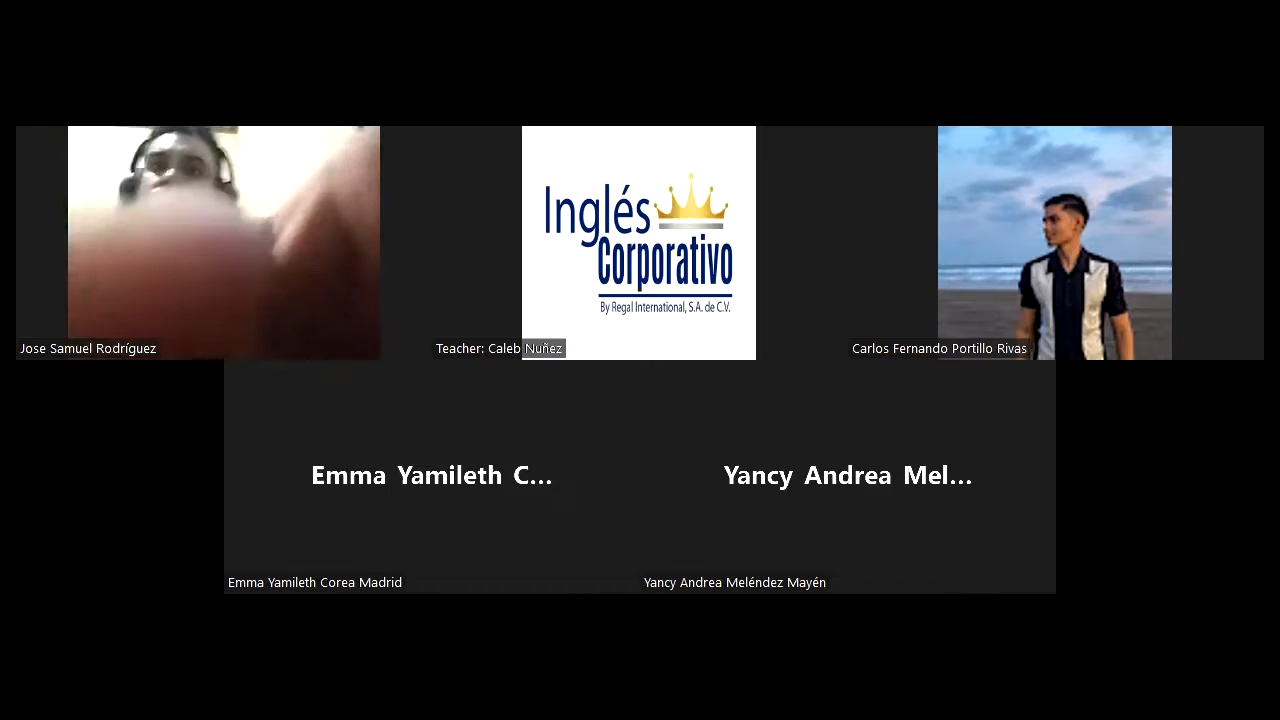 Inglés
Corporativo
By Regal International, S.A. de C.V.
Jose Samuel Rodríguez
Teacher: Caleb Nuñez
Carlos Fernando Portillo Rivas
Emma Yamileth C...
Yancy Andrea Mel...
Emma Yamileth Corea Madrid
Yancy Andrea Meléndez Mayén